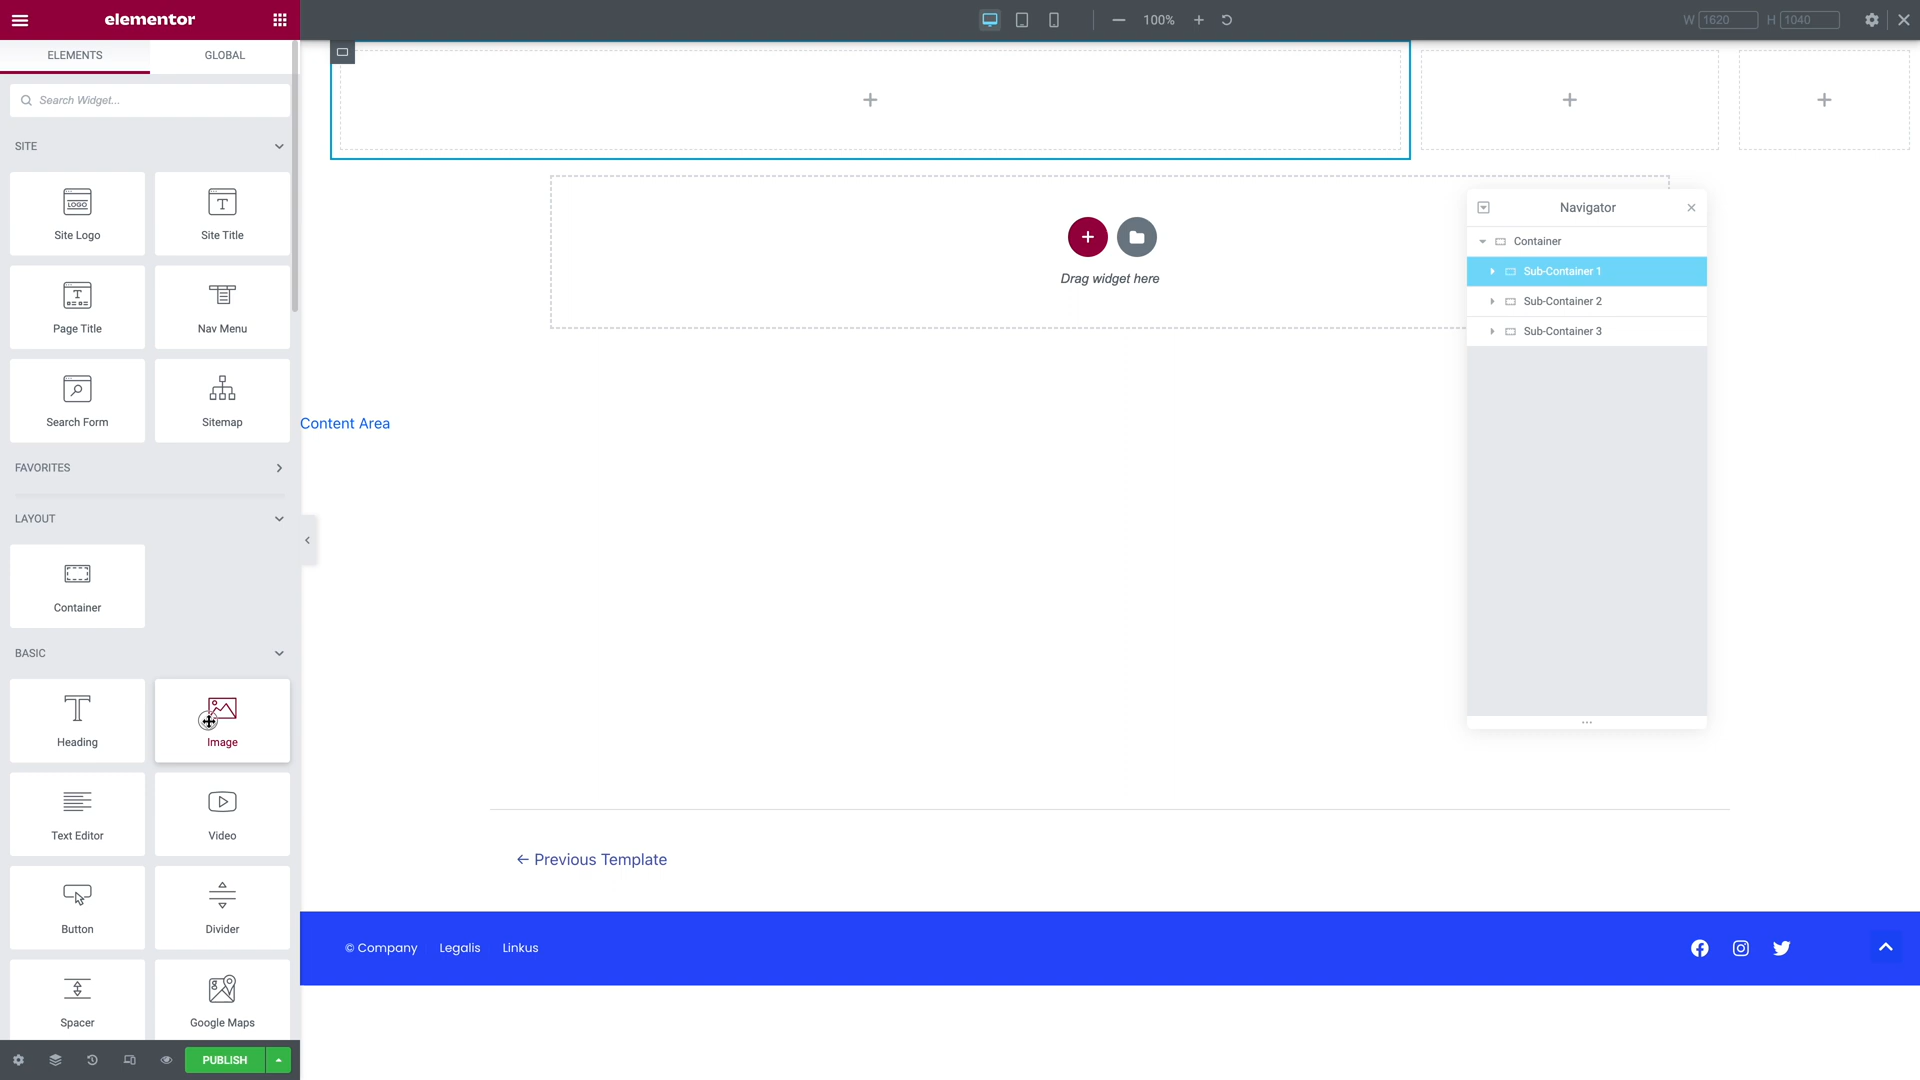 elementor
100%
W 1620 H 1040
ELEMENTS GLOBAL
Search Widget...
SITE
LOGO
Site Logo
Site Title
Page Title
Nav Menu
Search Form
Sitemap
FAVORITES
LAYOUT
Container
BASIC
Heading
Image
Text Editor
Video
Button
Divider
Spacer
Google Maps
PUBLISH
Drag widget here
Navigator
Container
Sub-Container 1
Sub-Container 2
Sub-Container 3
Content Area
← Previous Template
© Company Legalis Linkus